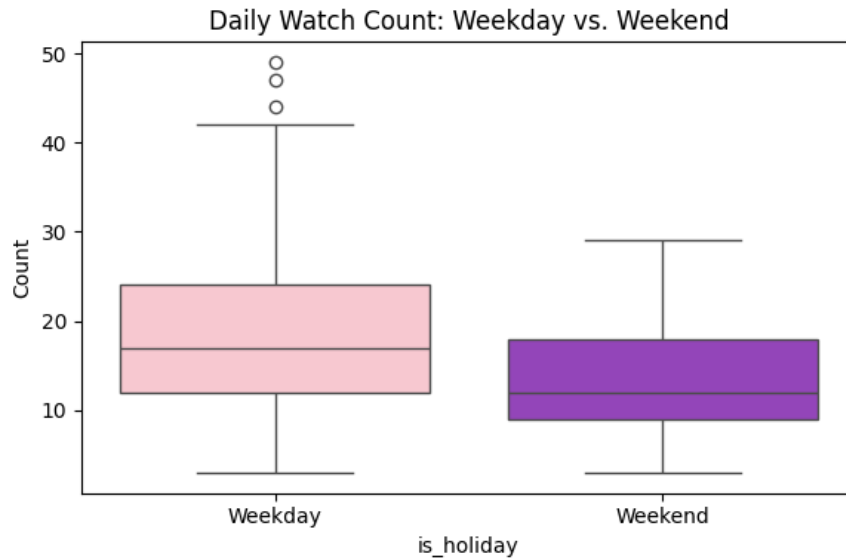 Daily Watch Count: Weekday vs. Weekend
50
40
30
20
10
Count
Weekday
Weekend
is_holiday